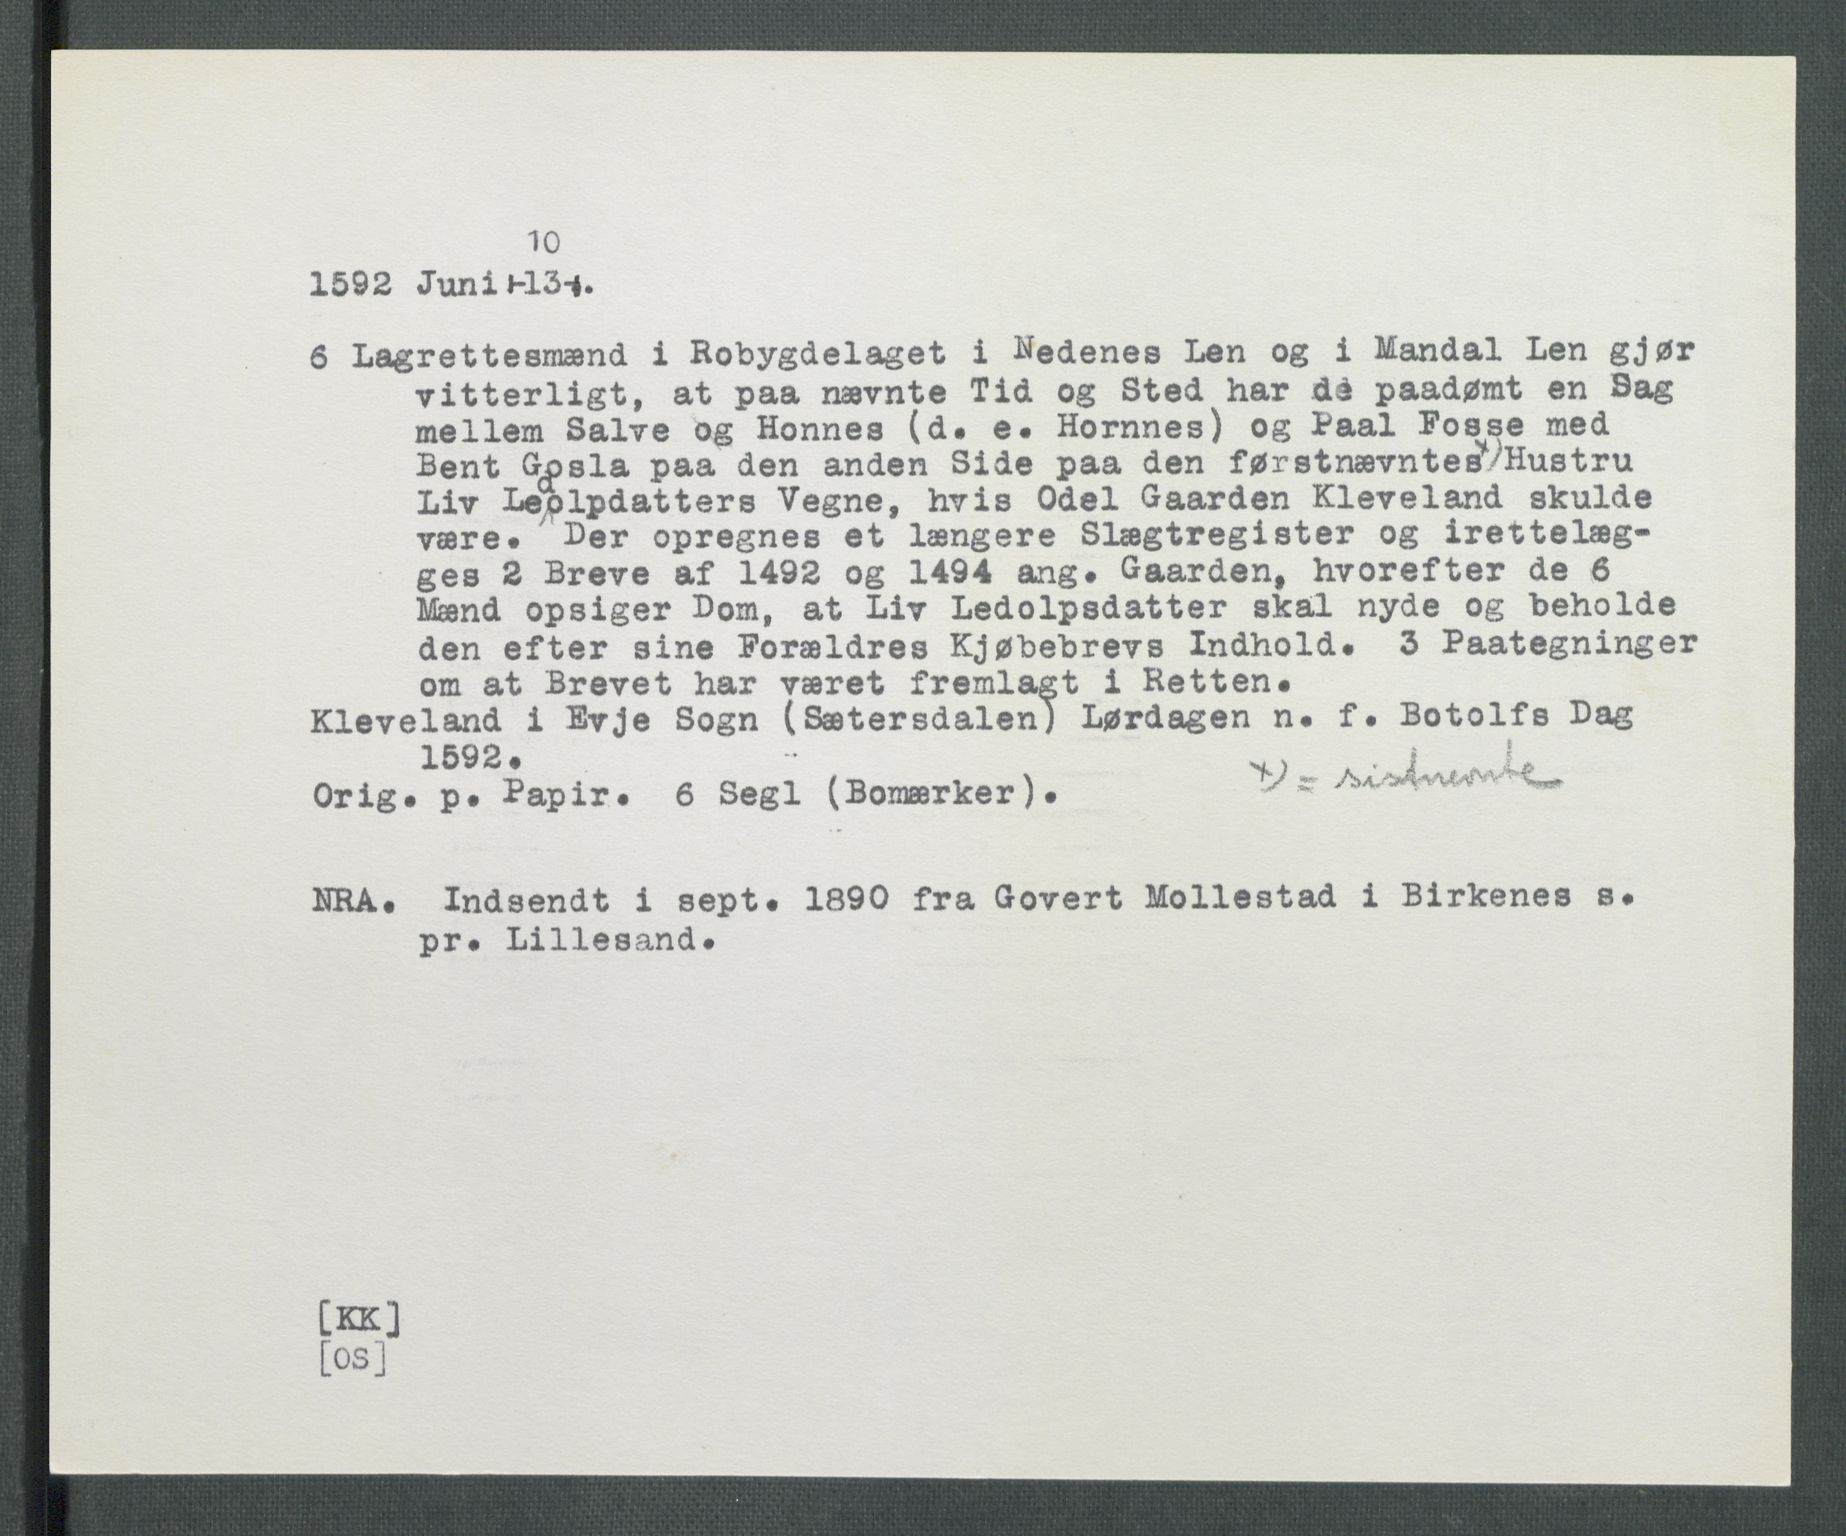 10
1592 Juni ⊢13⊣.
6 Lagrettesmænd i Robygdelaget i Nedenes Len og i Mandal Len gjør
vitterligt, at paa nævnte Tid og Sted har de paadømt en Sag
mellem Salve og Honnes (d. e. Hornnes) og Paal Fosse med
Bent Gosla paa den anden Side paa den førstnævntes x) Hustru
Liv Ledolpdatters Vegne, hvis Odel Gaarden Kleveland skulde
være. Der opregnes et længere Slægtregister og irettelæg-
ges 2 Breve af 1492 og 1494 ang. Gaarden, hvorefter de 6
Mænd opsiger Dom, at Liv Ledolpsdatter skal nyde og beholde
den efter sine Forældres Kjøbebrevs Indhold. 3 Paategninger
om at Brevet har været fremlagt i Retten.
Kleveland i Evje Sogn (Sætersdalen) Lørdagen n. f. Botolfs Dag
1592.
x) = sistnevnte
Orig. p. Papir. 6 Segl (Bomærker).
NRA. Indsendt i sept. 1890 fra Govert Mollestad i Birkenes s.
pr. Lillesand.
[KK]
[OS]